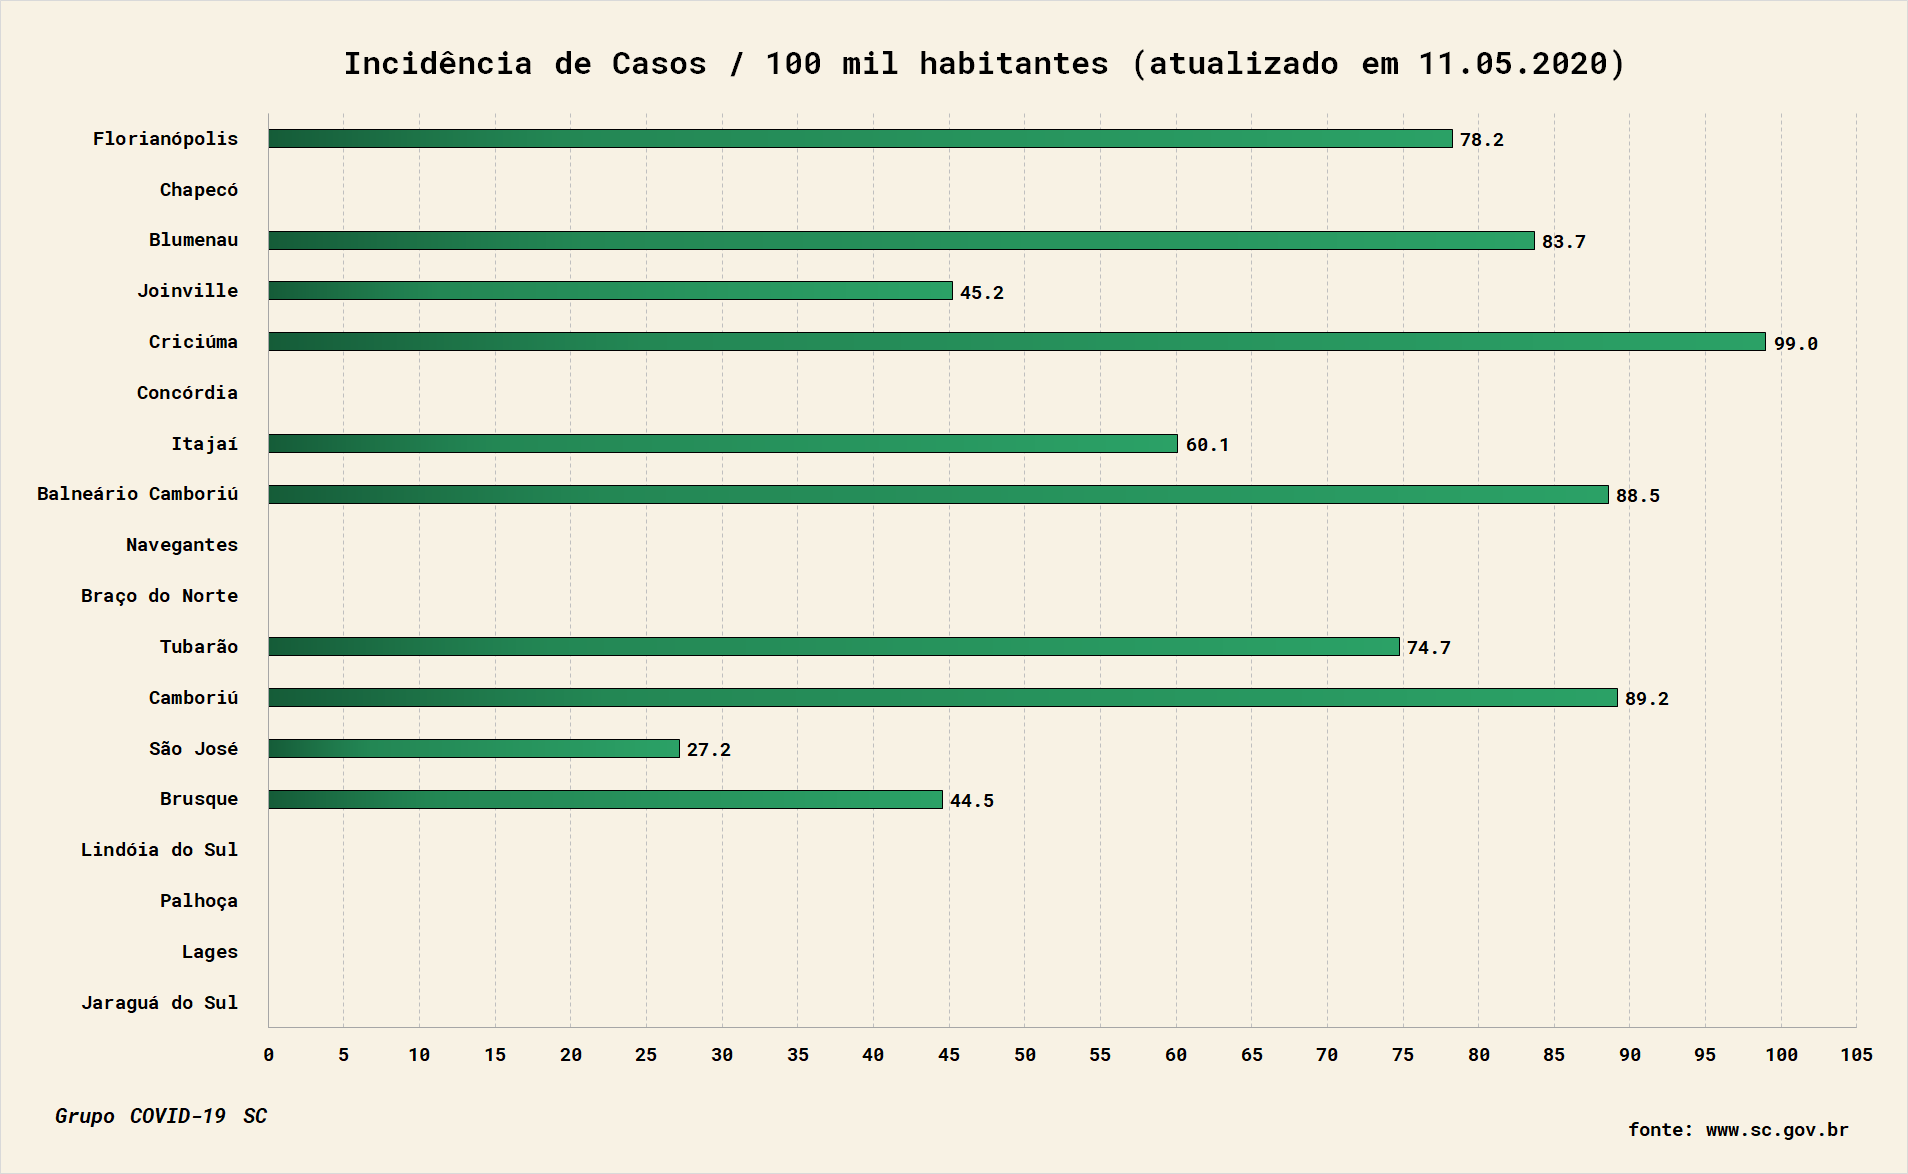 Incidência de Casos / 100 mil habitantes (atualizado em 11.05.2020)
Florianópolis 78.2
Chapecó
Blumenau 83.7
Joinville 45.2
Criciúma 99.0
Concórdia
Itajaí 60.1
Balneário Camboriú 88.5
Navegantes
Braço do Norte
Tubarão 74.7
Camboriú 89.2
São José 27.2
Brusque 44.5
Lindóia do Sul
Palhoça
Lages
Jaraguá do Sul
0 5 10 15 20 25 30 35 40 45 50 55 60 65 70 75 80 85 90 95 100 105
Grupo COVID-19 SC
fonte: www.sc.gov.br